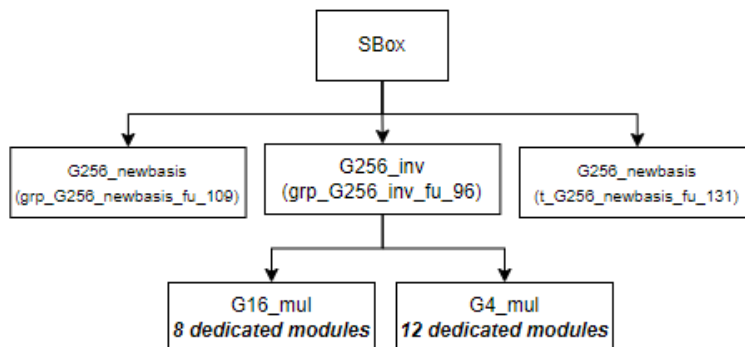 SBox
G256_newbasis
(grp_G256_newbasis_fu_109)
G256_inv
(grp_G256_inv_fu_96)
G256_newbasis
(t_G256_newbasis_fu_131)
G16_mul
8 dedicated modules
G4_mul
12 dedicated modules